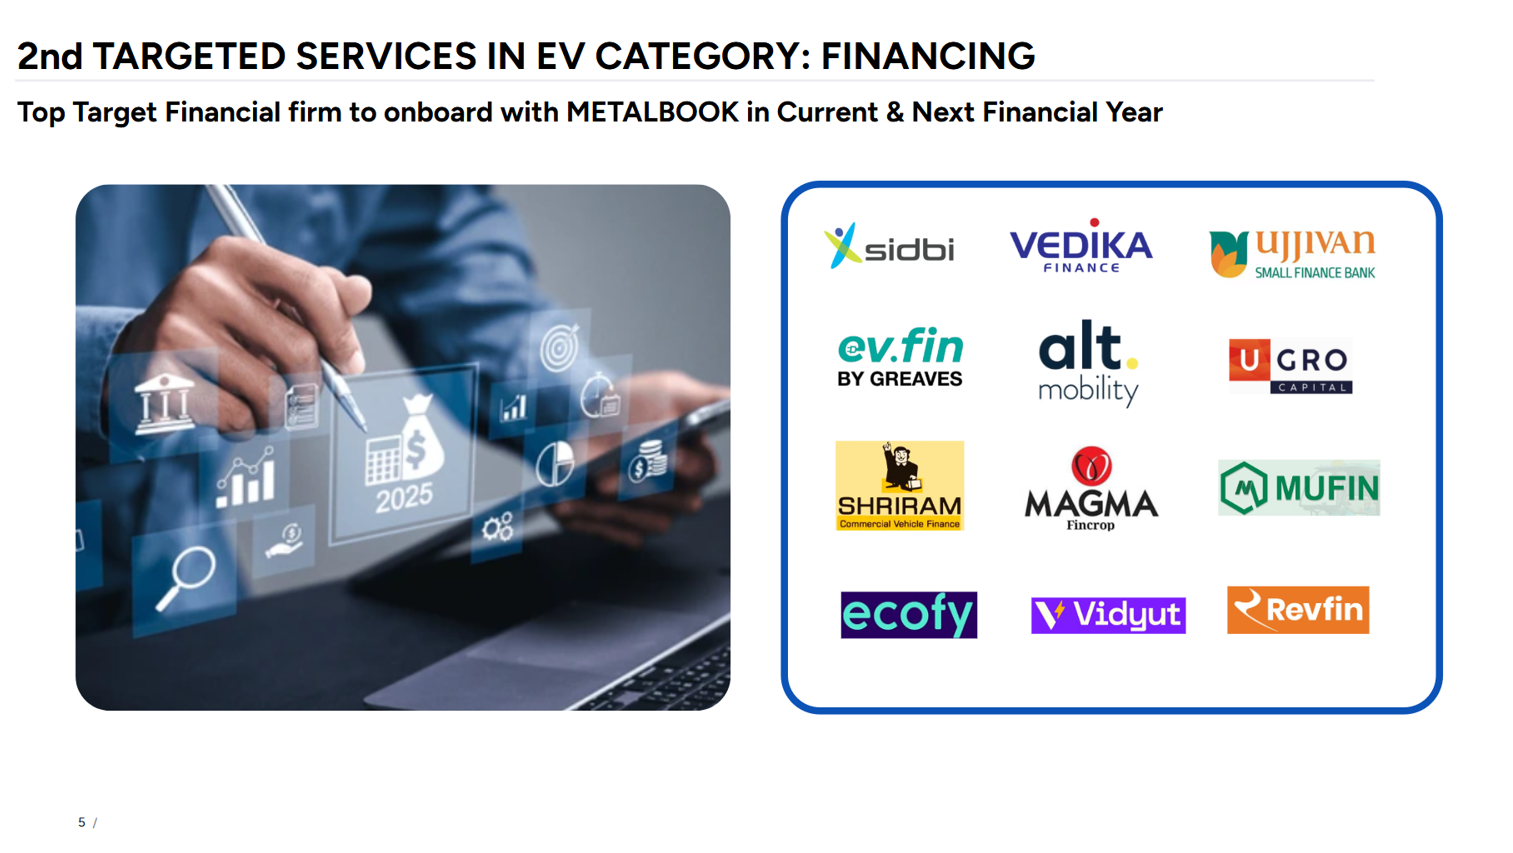 2nd TARGETED SERVICES IN EV CATEGORY: FINANCING
Top Target Financial firm to onboard with METALBOOK in Current & Next Financial Year
$
2025
$
$
sidbi
VEDIKA
FINANCE
UJJIVAN
SMALL FINANCE BANK
ev.fin
BY GREAVES
alt.
mobility
U GRO
CAPITAL
SHRIRAM
Commercial Vehicle Finance
MAGMA
Fincrop
M MUFIN
ecofy
Vidyut
Revfin
5 /